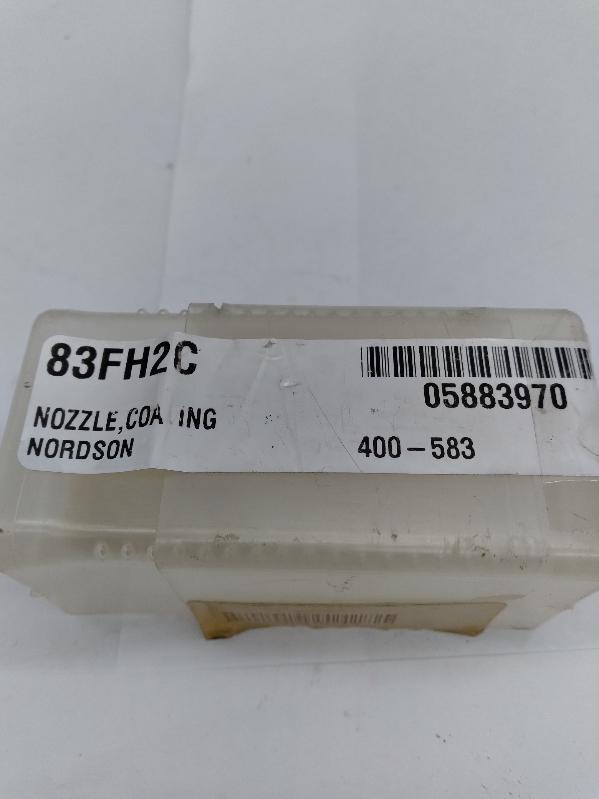 83FH2C
05883970
NOZZLE,COA ING
NORDSON
400-583